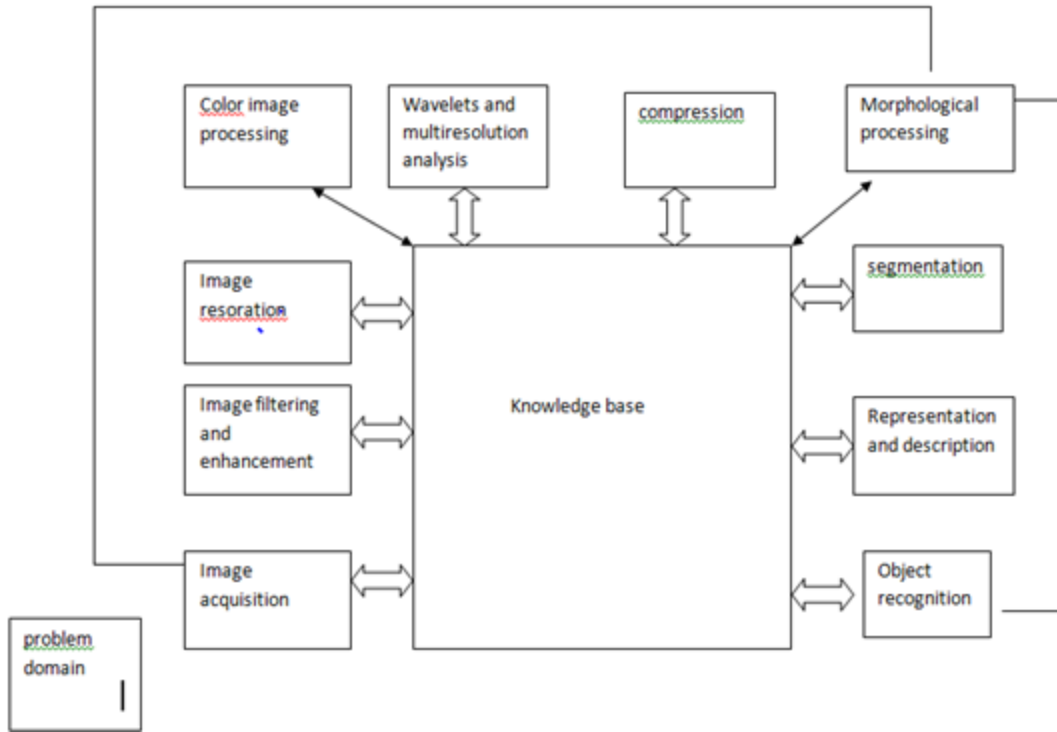 Color image
processing
Wavelets and
multiresolution
analysis
compression
Morphological
processing
Image
resoration
segmentation
Image filtering
and
enhancement
Knowledge base
Representation
and description
Image
acquisition
Object
recognition
problem
domain